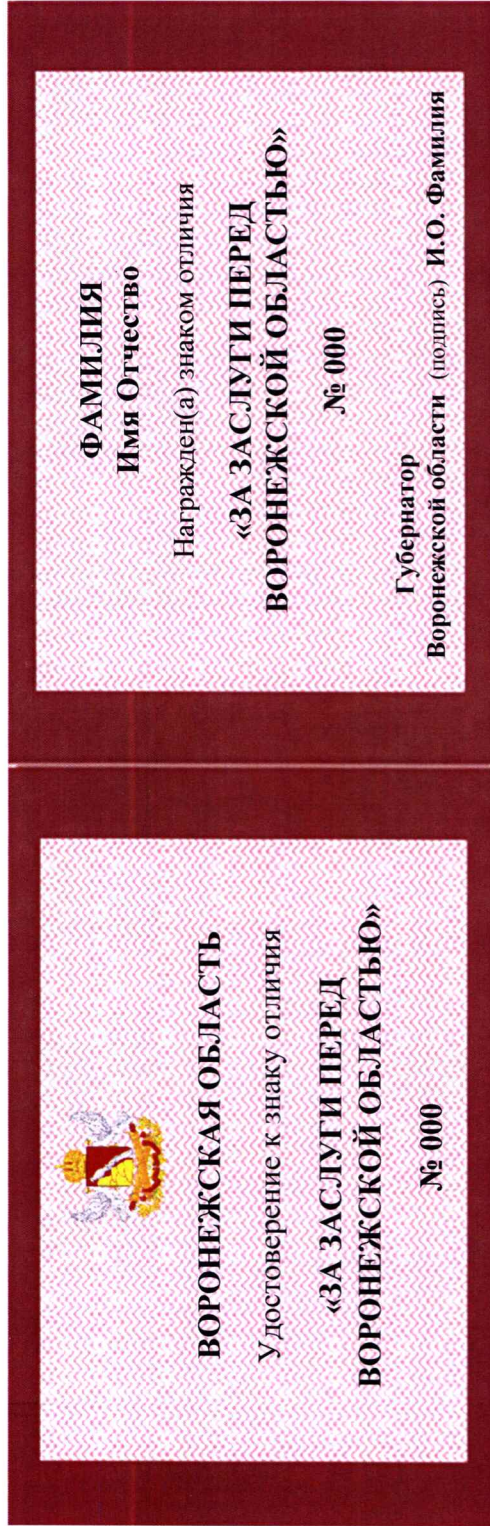 ВОРОНЕЖСКАЯ ОБЛАСТЬ
Удостоверение к знаку отличия
«ЗА ЗАСЛУГИ ПЕРЕД
ВОРОНЕЖСКОЙ ОБЛАСТЬЮ»
№ 000
ФАМИЛИЯ
Имя Отчество
Награжден(а) знаком отличия
«ЗА ЗАСЛУГИ ПЕРЕД
ВОРОНЕЖСКОЙ ОБЛАСТЬЮ»
№ 000
Губернатор
Воронежской области (подпись) И.О. Фамилия